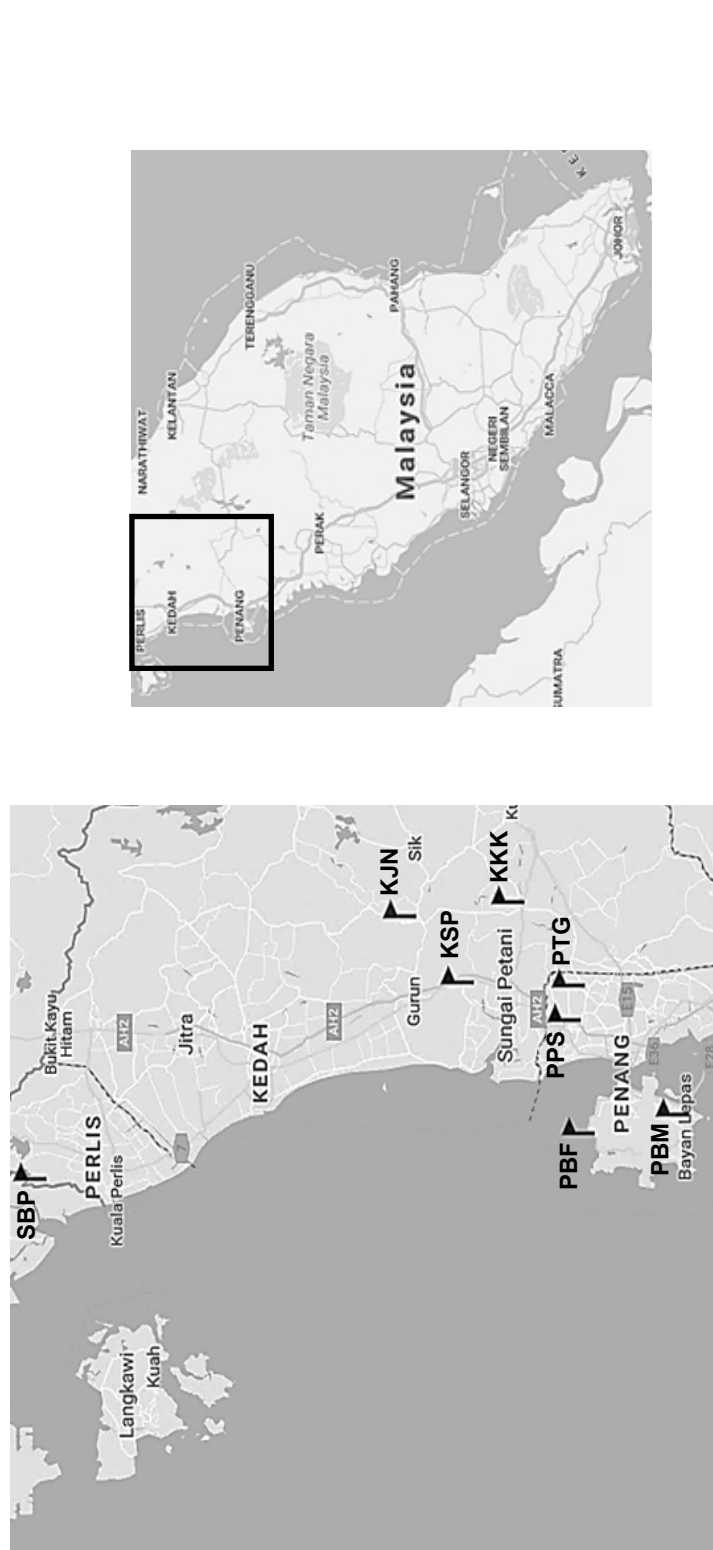 SBP
Bukit Kayu
Hitam
PERLIS
Kuala Perlis
AH2
Jitra
7
Langkawi
Kuah
KEDAH
AH2
KJN
Sik
Gurun
KSP
KKK
Sungai Petani
AH2
PTG
PPS
PBF
E15
PENANG
E36
PBM
Bayan Lepas
E28
NARATHIWAT
PERLIS
KEDAH
KELANTAN
PENANG
TERENGGANU
Taman Negara
Malaysia
PERAK
PAHANG
Malaysia
SELANGOR
NEGERI
SEMBILAN
MALACCA
JOHOR